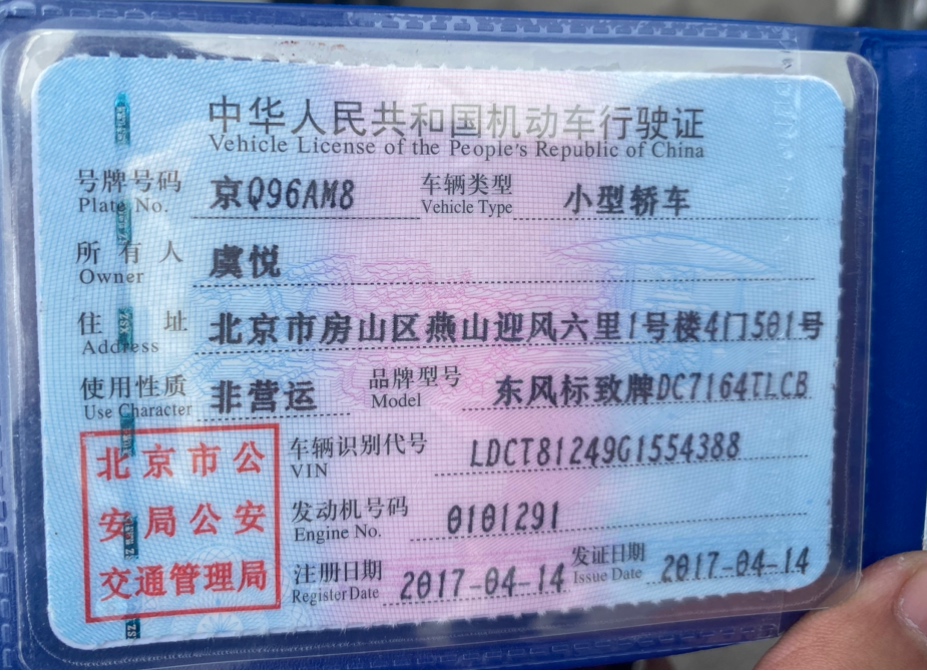 中华人民共和国机动车行驶证
Vehicle License of the People's Republic of China
号牌号码 京Q96AM8 车辆类型 小型轿车
Plate No. Vehicle Type
所有人 虞悦
Owner
住址 北京市房山区燕山迎风六里1号楼4门501号
Address
使用性质 非营运 品牌型号 东风标致牌DC7164TLCB
Use Character Model
车辆识别代号 LDCT81249G1554388
VIN
发动机号码 0101291
Engine No.
注册日期 2017-04-14 发证日期 2017-04-14
Register Date Issue Date
北京市公
安局公安
交通管理局